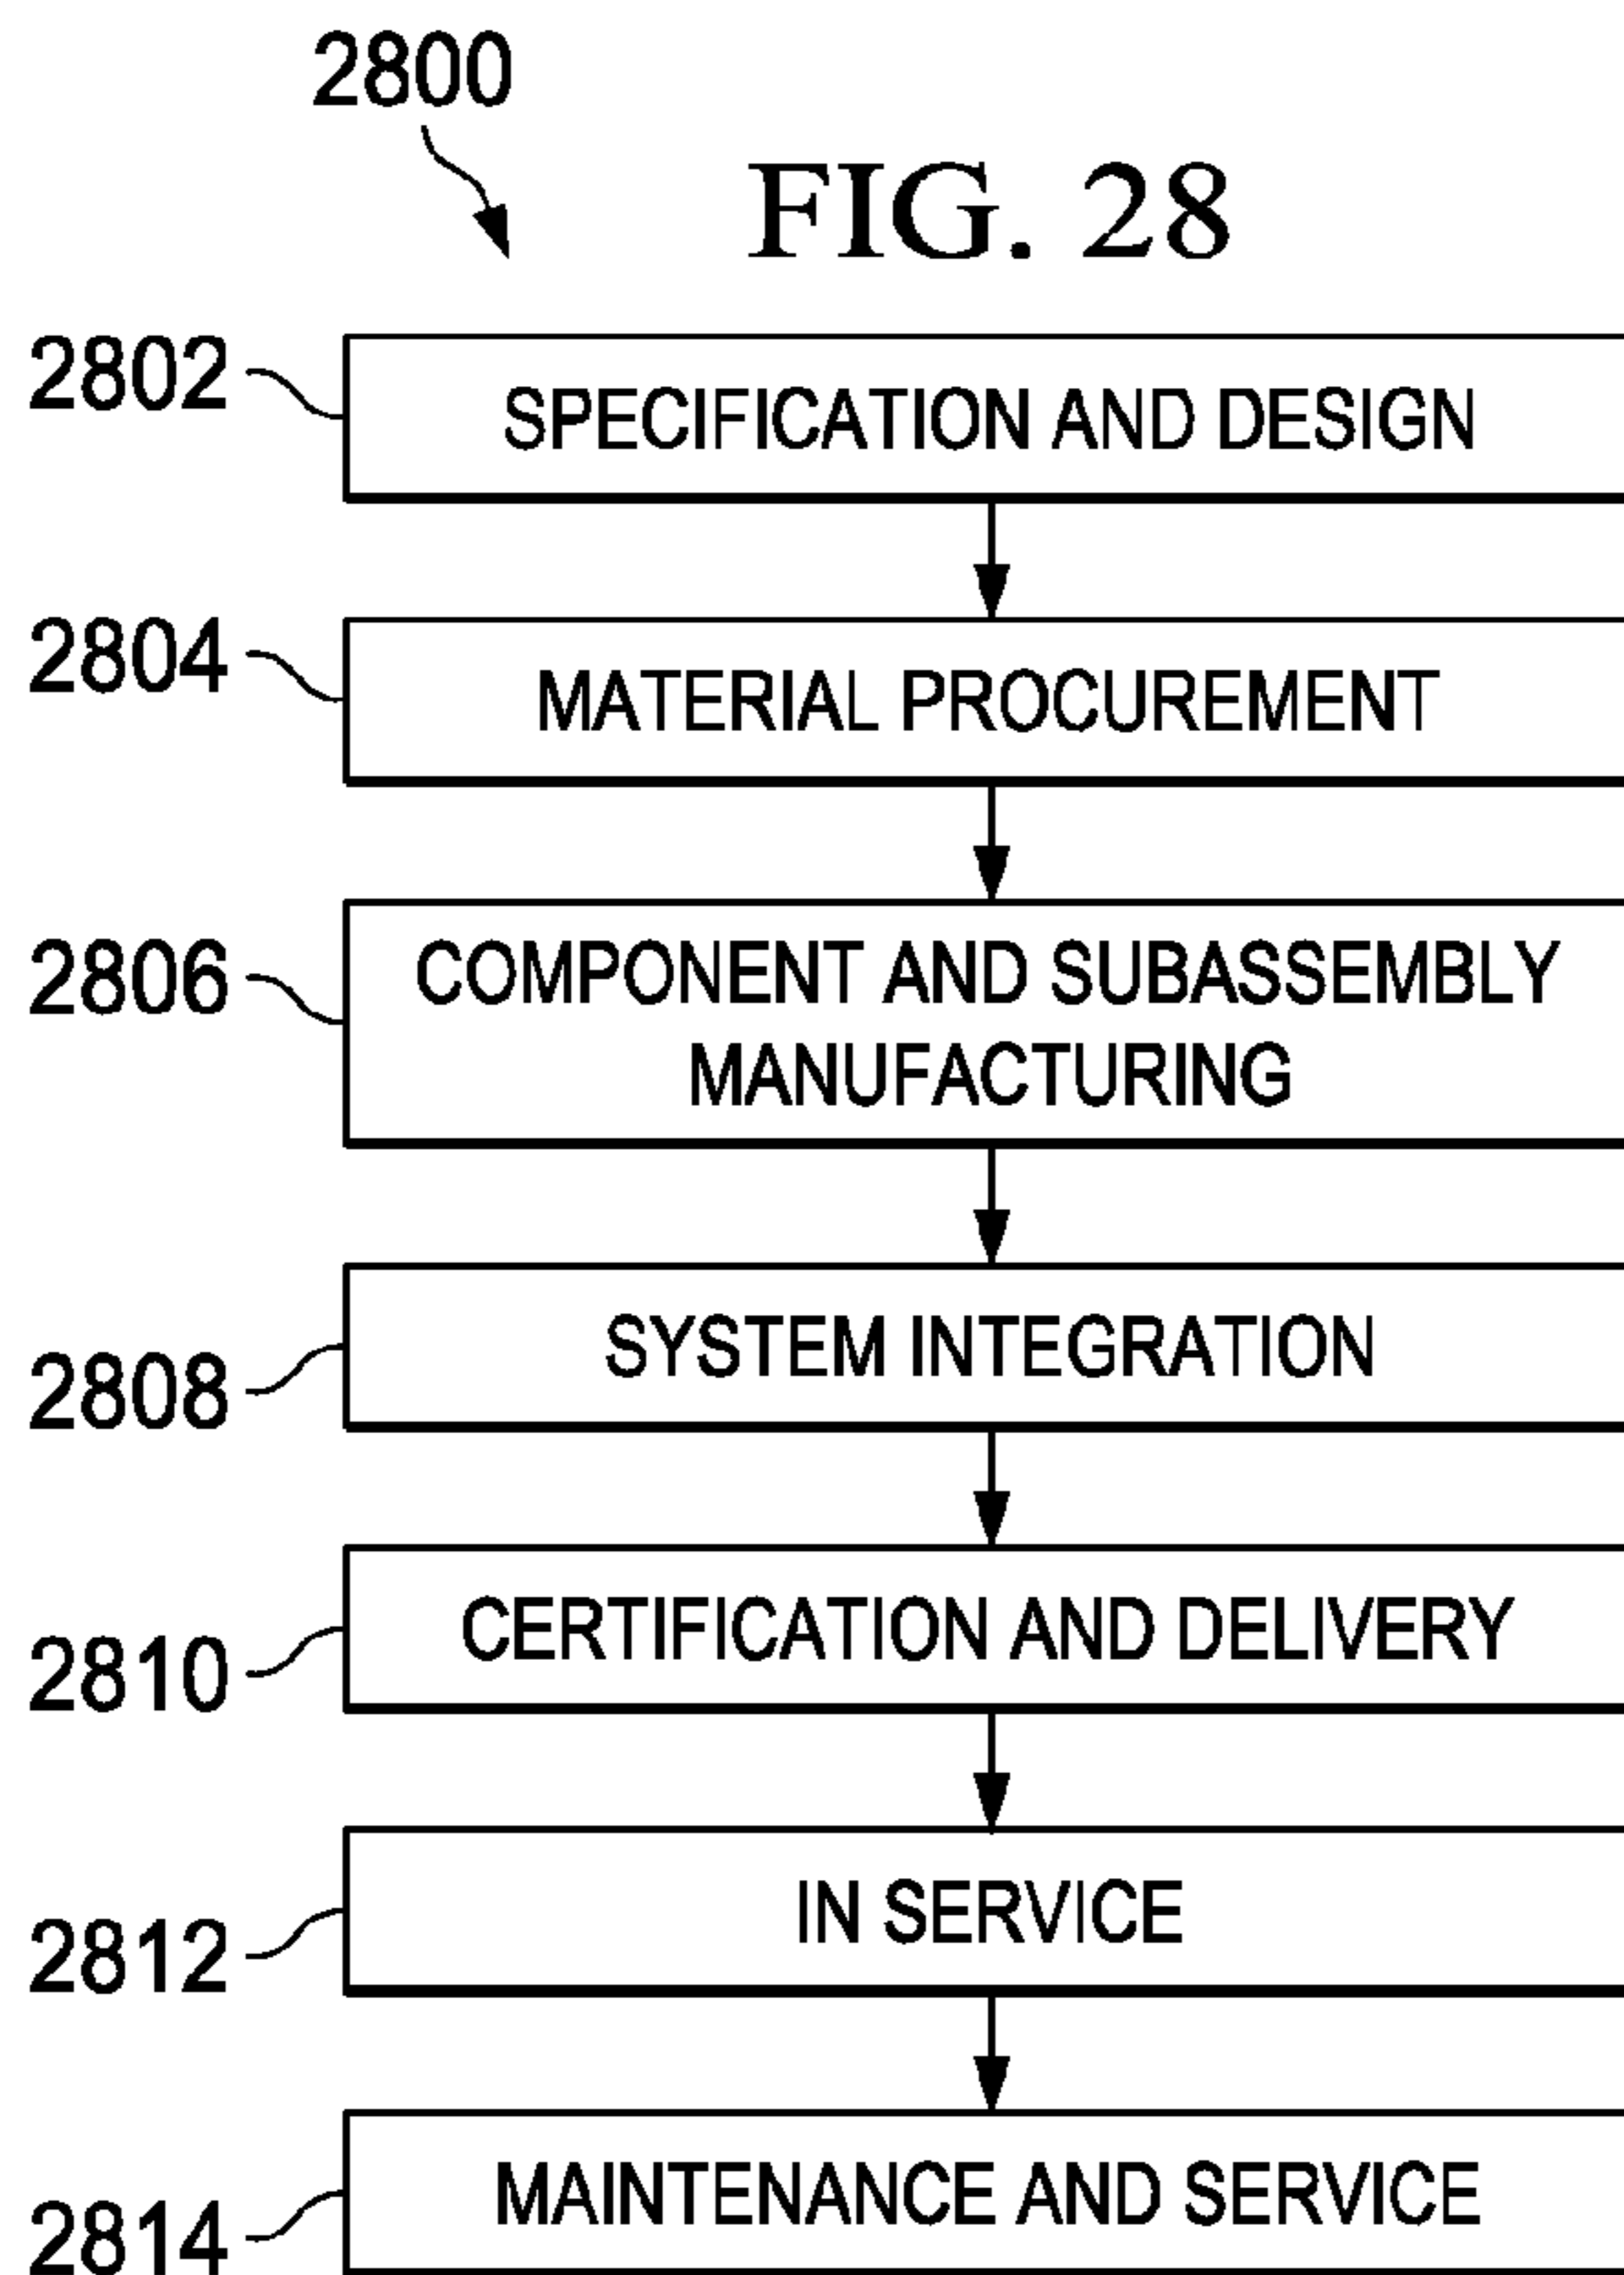 2800
FIG. 28
2802
SPECIFICATION AND DESIGN
2804
MATERIAL PROCUREMENT
2806
COMPONENT AND SUBASSEMBLY
MANUFACTURING
2808
SYSTEM INTEGRATION
2810
CERTIFICATION AND DELIVERY
2812
IN SERVICE
2814
MAINTENANCE AND SERVICE